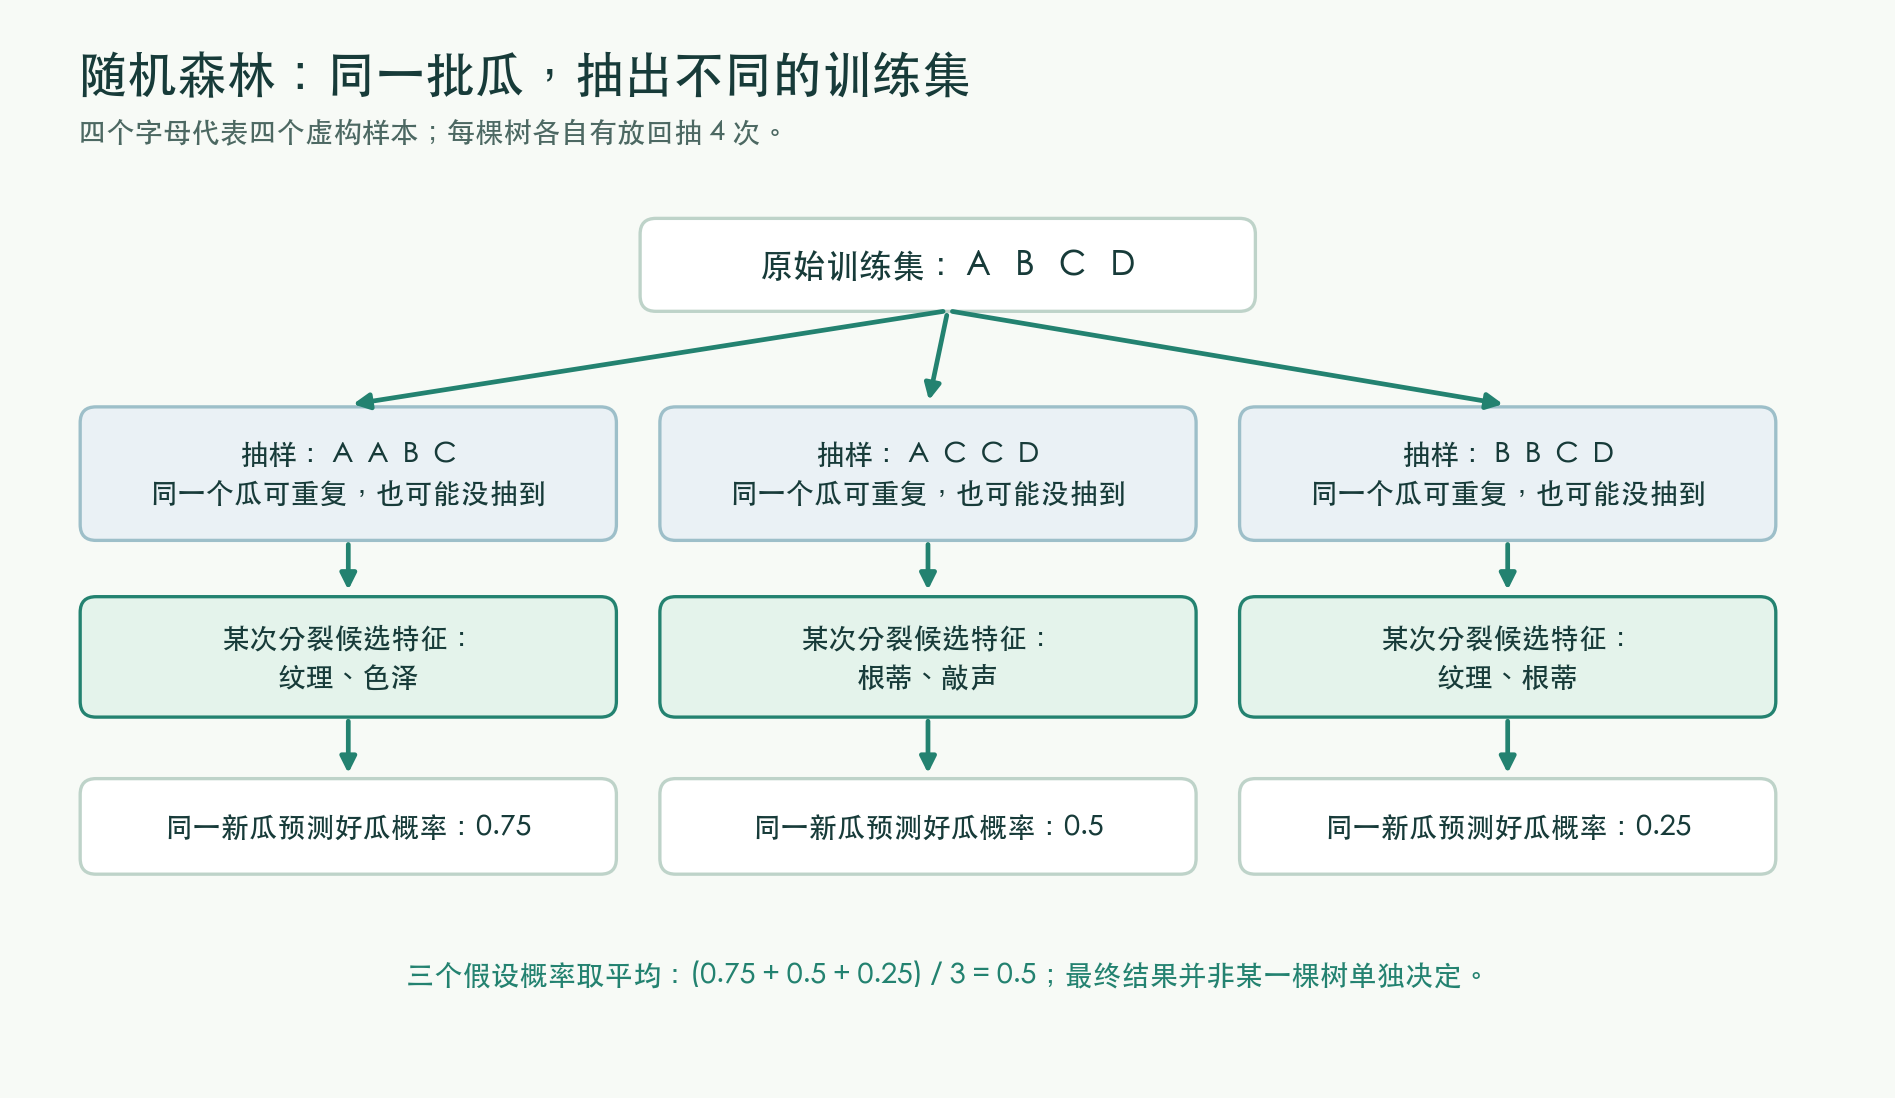 随机森林：同一批瓜，抽出不同的训练集
四个字母代表四个虚构样本；每棵树各自有放回抽 4 次。
原始训练集： A B C D
抽样： A A B C
同一个瓜可重复，也可能没抽到
抽样： A C C D
同一个瓜可重复，也可能没抽到
抽样： B B C D
同一个瓜可重复，也可能没抽到
某次分裂候选特征：
纹理、色泽
某次分裂候选特征：
根蒂、敲声
某次分裂候选特征：
纹理、根蒂
同一新瓜预测好瓜概率：0.75
同一新瓜预测好瓜概率：0.5
同一新瓜预测好瓜概率：0.25
三个假设概率取平均：(0.75 + 0.5 + 0.25) / 3 = 0.5；最终结果并非某一棵树单独决定。